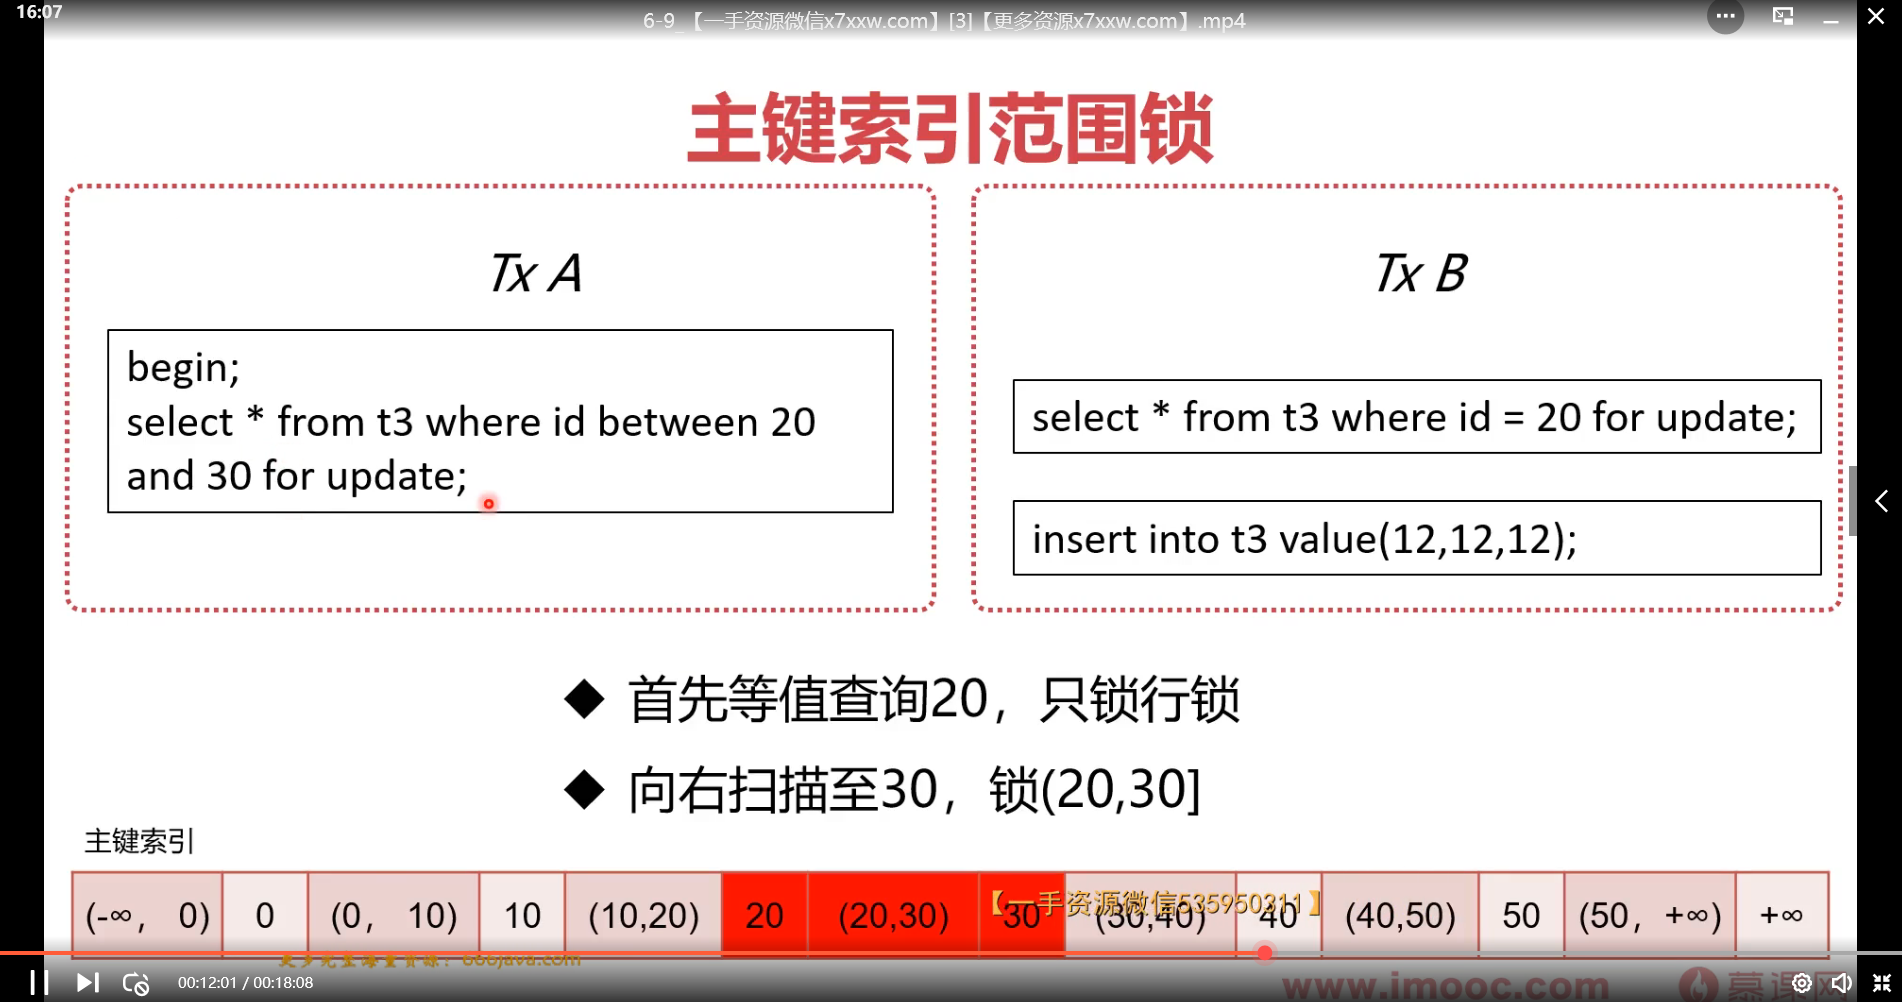 16:07
6-9_【一手资源微信x7xxw.com】[3]【更多资源x7xxw.com】.mp4
主键索引范围锁
Tx A
begin;
select * from t3 where id between 20
and 30 for update;
Tx B
select * from t3 where id = 20 for update;
insert into t3 value(12,12,12);
◆ 首先等值查询20，只锁行锁
◆ 向右扫描至30，锁(20,30]
主键索引
(-∞， 0) 0 (0， 10) 10 (10,20) 20 (20,30) 30 (30,40) 40 (40,50) 50 (50，+∞) +∞
【一手资源微信535950311】
666java.com
00:12:01 / 00:18:08
www.imooc.com
慕课网